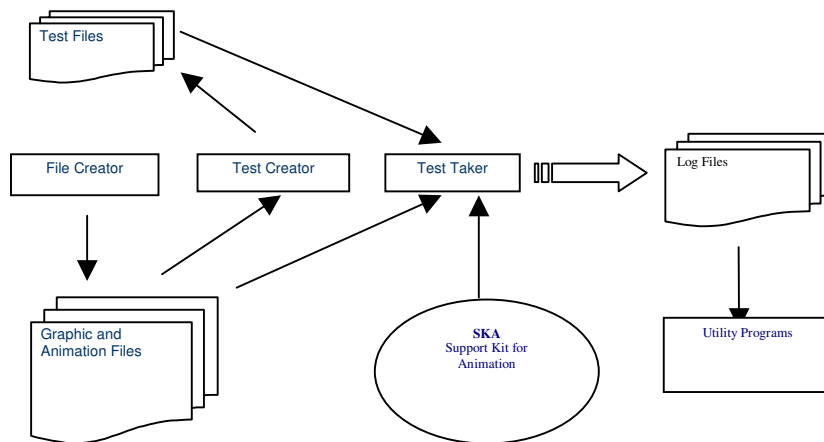 Test Files
File Creator
Test Creator
Test Taker
Log Files
Graphic and
Animation Files
SKA
Support Kit for
Animation
Utility Programs